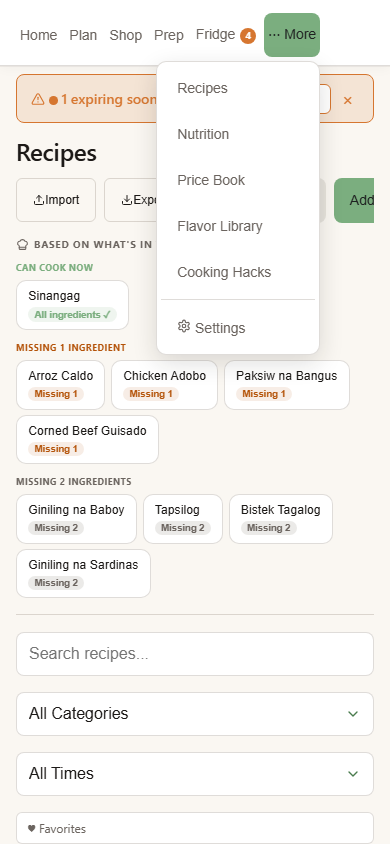 Home Plan Shop Prep Fridge 4 ··· More
1 expiring soon
Recipes
Nutrition
Price Book
Flavor Library
Cooking Hacks
Settings
Recipes
Import
Add
BASED ON WHAT'S IN
CAN COOK NOW
Sinangag
All ingredients ✓
MISSING 1 INGREDIENT
Arroz Caldo Chicken Adobo Paksiw na Bangus
Missing 1 Missing 1 Missing 1
Corned Beef Guisado
Missing 1
MISSING 2 INGREDIENTS
Giniling na Baboy Tapsilog Bistek Tagalog
Missing 2 Missing 2 Missing 2
Giniling na Sardinas
Missing 2
Search recipes...
All Categories
All Times
♥ Favorites